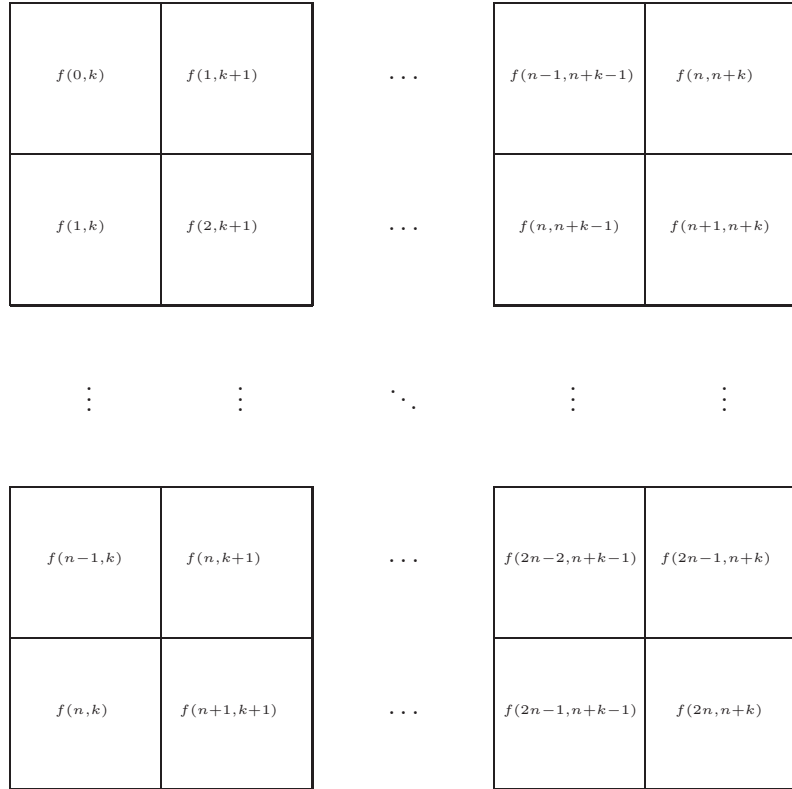 f(0,k) f(1,k+1) ... f(n−1,n+k−1) f(n,n+k)
f(1,k) f(2,k+1) ... f(n,n+k−1) f(n+1,n+k)
⋮ ⋮ ⋱ ⋮ ⋮
f(n−1,k) f(n,k+1) ... f(2n−2,n+k−1) f(2n−1,n+k)
f(n,k) f(n+1,k+1) ... f(2n−1,n+k−1) f(2n,n+k)